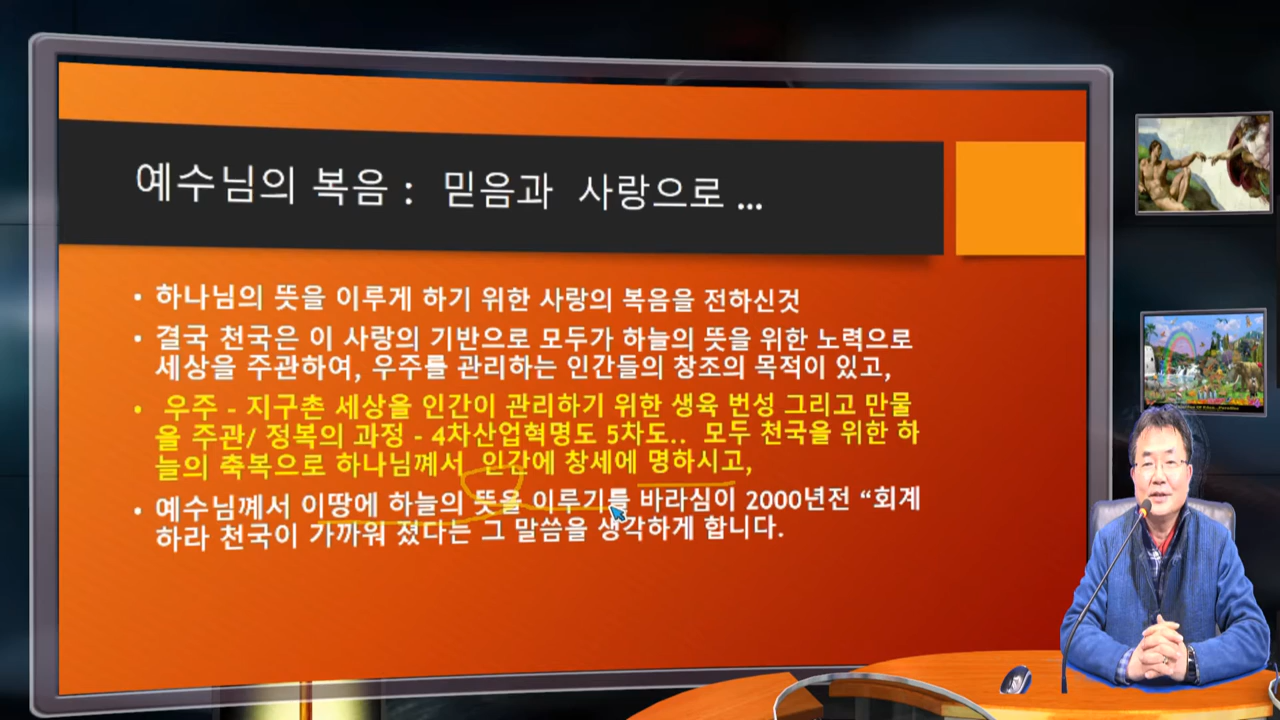 예수님의 복음 : 믿음과 사랑으로 ...
• 하나님의 뜻을 이루게 하기 위한 사랑의 복음을 전하신것
• 결국 천국은 이 사랑의 기반으로 모두가 하늘의 뜻을 위한 노력으로
세상을 주관하여, 우주를 관리하는 인간들의 창조의 목적이 있고,
• 우주 - 지구촌 세상을 인간이 관리하기 위한 생육 번성 그리고 만물
을 주관/ 정복의 과정 - 4차산업혁명도 5차도.. 모두 천국을 위한 하
늘의 축복으로 하나님께서 인간에 창세에 명하시고,
• 예수님께서 이땅에 하늘의 뜻을 이루기를 바라심이 2000년전 “회계
하라 천국이 가까워 졌다는 그 말씀을 생각하게 합니다.